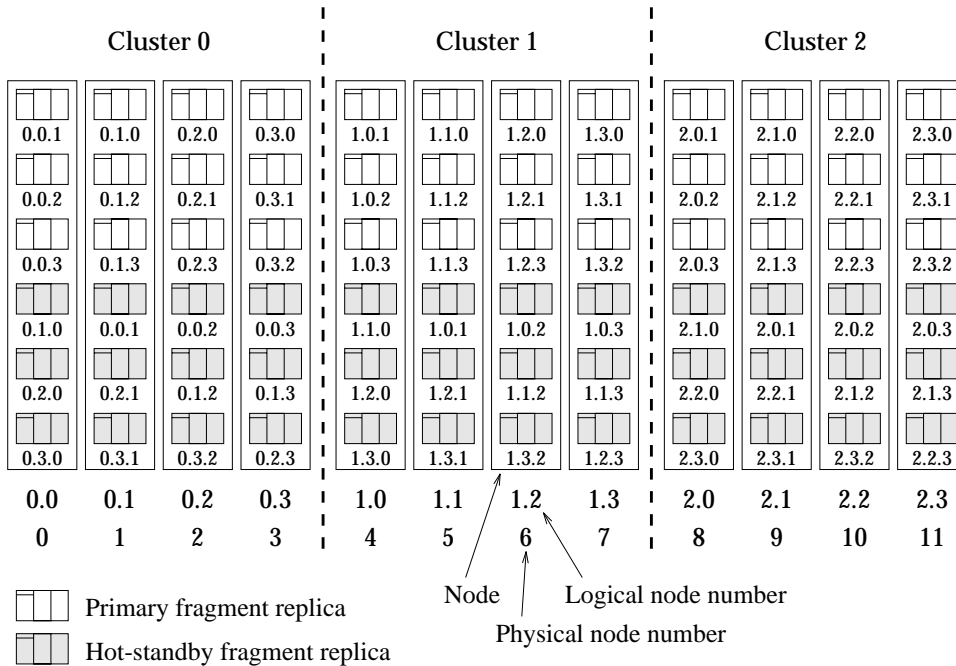 Cluster 0 Cluster 1 Cluster 2
0.0.1 0.1.0 0.2.0 0.3.0 1.0.1 1.1.0 1.2.0 1.3.0 2.0.1 2.1.0 2.2.0 2.3.0
0.0.2 0.1.2 0.2.1 0.3.1 1.0.2 1.1.2 1.2.1 1.3.1 2.0.2 2.1.2 2.2.1 2.3.1
0.0.3 0.1.3 0.2.3 0.3.2 1.0.3 1.1.3 1.2.3 1.3.2 2.0.3 2.1.3 2.2.3 2.3.2
0.1.0 0.0.1 0.0.2 0.0.3 1.1.0 1.0.1 1.0.2 1.0.3 2.1.0 2.0.1 2.0.2 2.0.3
0.2.0 0.2.1 0.1.2 0.1.3 1.2.0 1.2.1 1.1.2 1.1.3 2.2.0 2.2.1 2.1.2 2.1.3
0.3.0 0.3.1 0.3.2 0.2.3 1.3.0 1.3.1 1.3.2 1.2.3 2.3.0 2.3.1 2.3.2 2.2.3
0.0 0.1 0.2 0.3 1.0 1.1 1.2 1.3 2.0 2.1 2.2 2.3
0 1 2 3 4 5 6 7 8 9 10 11
Node Logical node number
Physical node number
Primary fragment replica
Hot-standby fragment replica